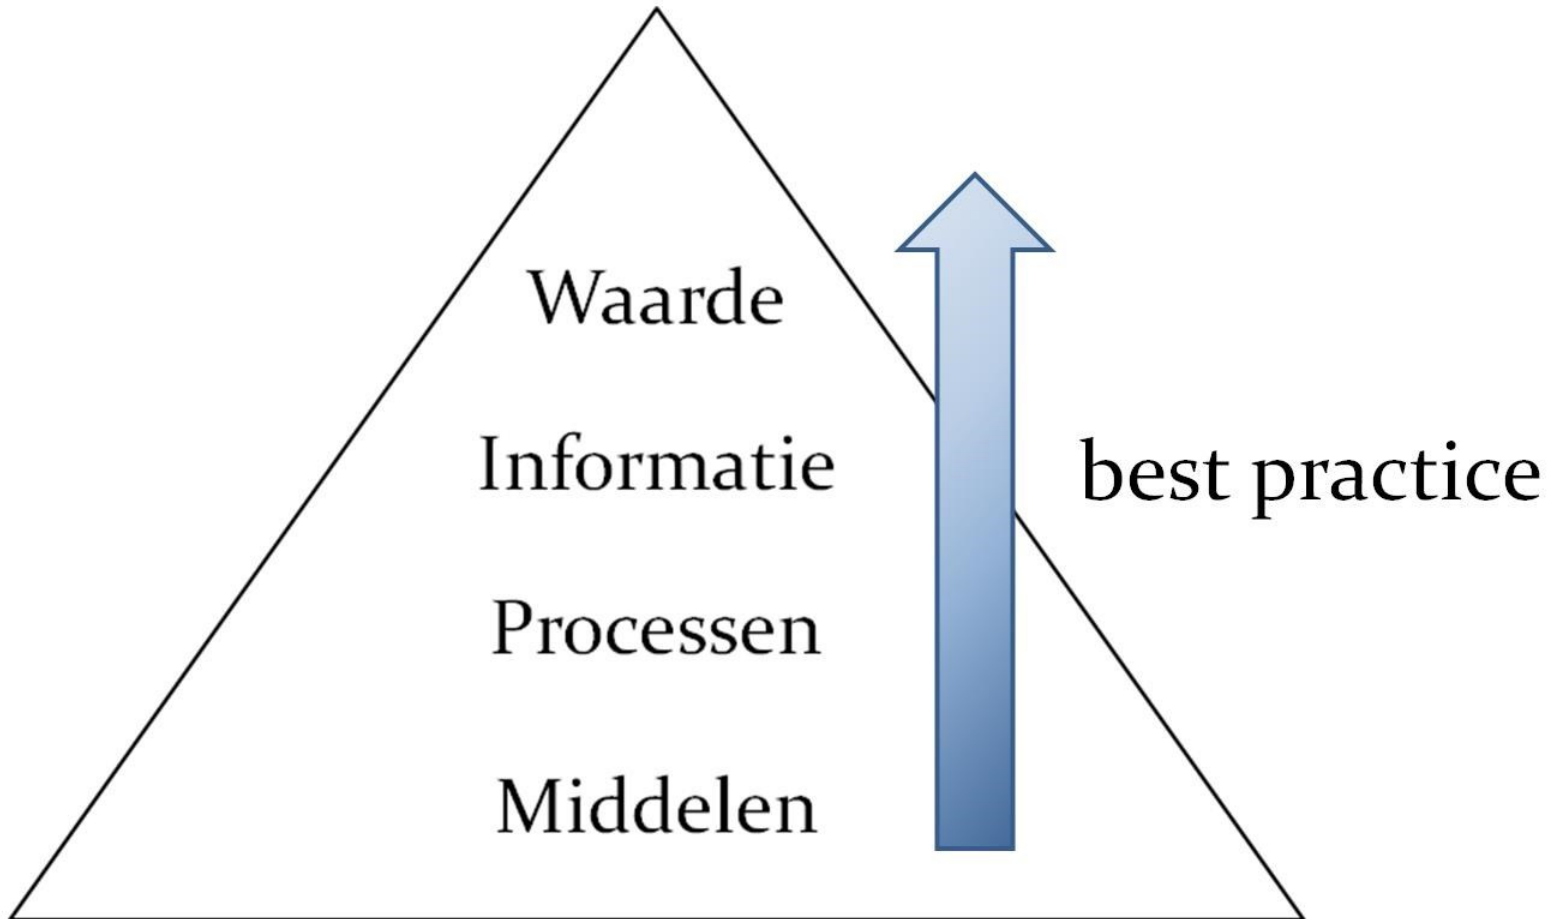 Waarde
Informatie
best practice
Processen
Middelen